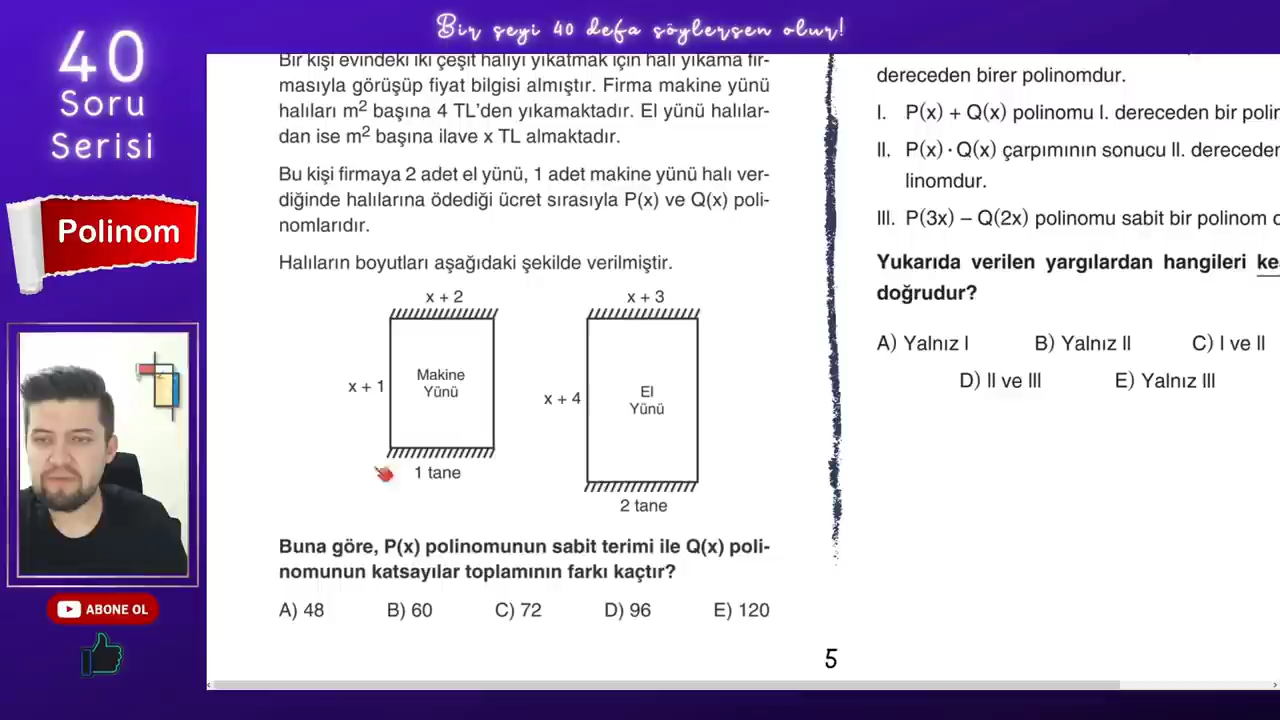 Bir şeyi 40 defa söylersen olur!
40
Soru
Serisi
Polinom
ABONE OL
Bir kişi evindeki iki çeşit halıyı yıkatmak için halı yıkama fir-
masıyla görüşüp fiyat bilgisi almıştır. Firma makine yünü
halıları m² başına 4 TL'den yıkamaktadır. El yünü halılar-
dan ise m² başına ilave x TL almaktadır.
Bu kişi firmaya 2 adet el yünü, 1 adet makine yünü halı ver-
diğinde halılarına ödediği ücret sırasıyla P(x) ve Q(x) poli-
nomlarıdır.
Halıların boyutları aşağıdaki şekilde verilmiştir.
x + 2
x + 1
Makine
Yünü
1 tane
x + 3
x + 4
El
Yünü
2 tane
Buna göre, P(x) polinomunun sabit terimi ile Q(x) poli-
nomunun katsayılar toplamının farkı kaçtır?
A) 48 B) 60 C) 72 D) 96 E) 120
5
dereceden birer polinomdur.
I. P(x) + Q(x) polinomu I. dereceden bir
II. P(x) · Q(x) çarpımının sonucu II.
linomdur.
III. P(3x) – Q(2x) polinomu sabit bir polinom
Yukarıda verilen yargılardan hangileri
doğrudur?
A) Yalnız I B) Yalnız II C) I ve II
D) II ve III E) Yalnız III